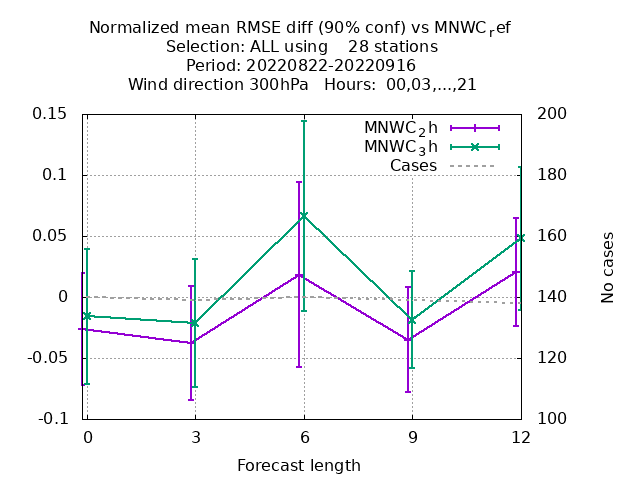 Normalized mean RMSE diff (90% conf) vs MNWC_ref
Selection: ALL using    28 stations
Period: 20220822-20220916
Wind direction 300hPa   Hours:  00,03,...,21
MNWC_2h
MNWC_3h
Cases
0.15
0.1
0.05
0
-0.05
-0.1
200
180
160
140
120
100
No cases
0
3
6
9
12
Forecast length